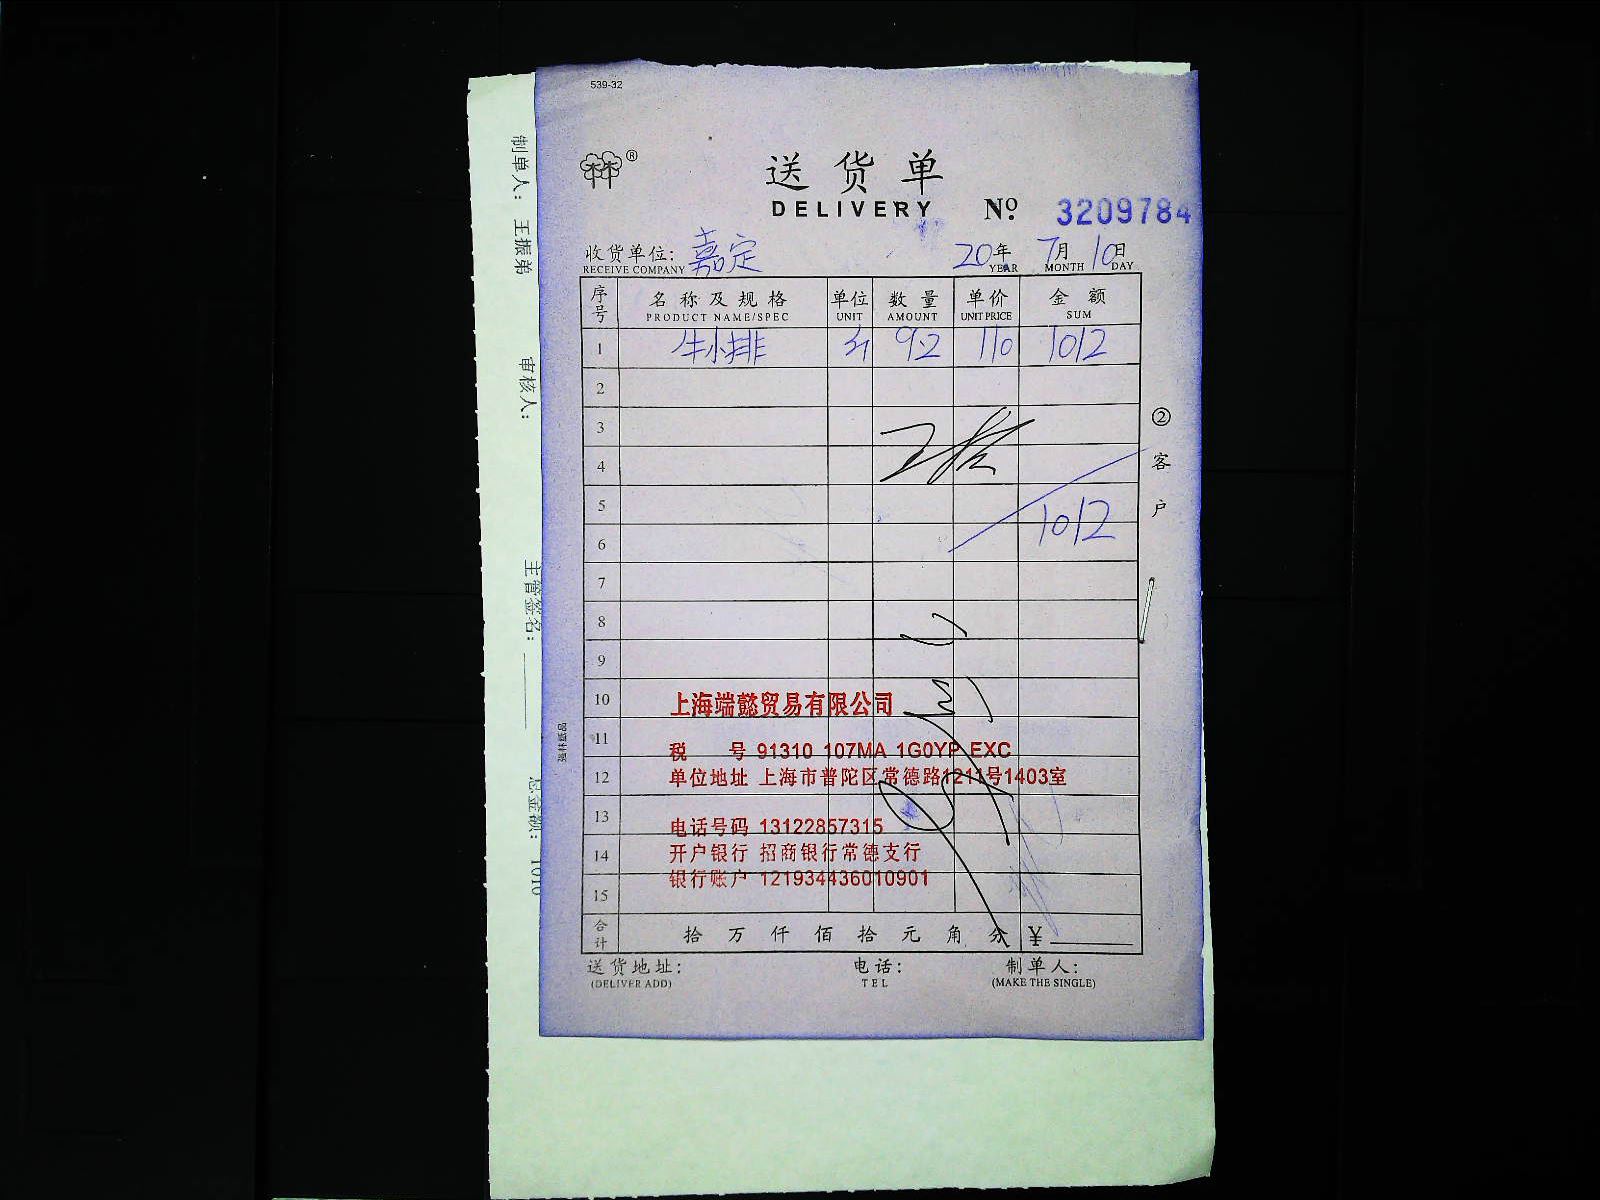 539-32
®
送货单
DELIVERY № 3209784
收货单位: 嘉定 20年 7月 10日
RECEIVE COMPANY YEAR MONTH DAY
序号 名称及规格 单位 数量 单价 金额
PRODUCT NAME/SPEC UNIT AMOUNT UNIT PRICE SUM
1 牛小排 斤 9.2 110 1012
2
3
4
5
1012
6
7
8
9
10
上海端懿贸易有限公司
11
税 号 91310 107MA 1G0YP EXC
12
单位地址 上海市普陀区常德路1211号1403室
13
电话号码 13122857315
14
开户银行 招商银行常德支行
15
银行账户 121934436010901
合计 拾 万 仟 佰 拾 元 角 分 ¥
送货地址: 电话: 制单人:
(DELIVER ADD) TEL (MAKE THE SINGLE)
②客户
强林纸品
制单人: 王振弟
审核人:
主管签名:
总金额: 1010